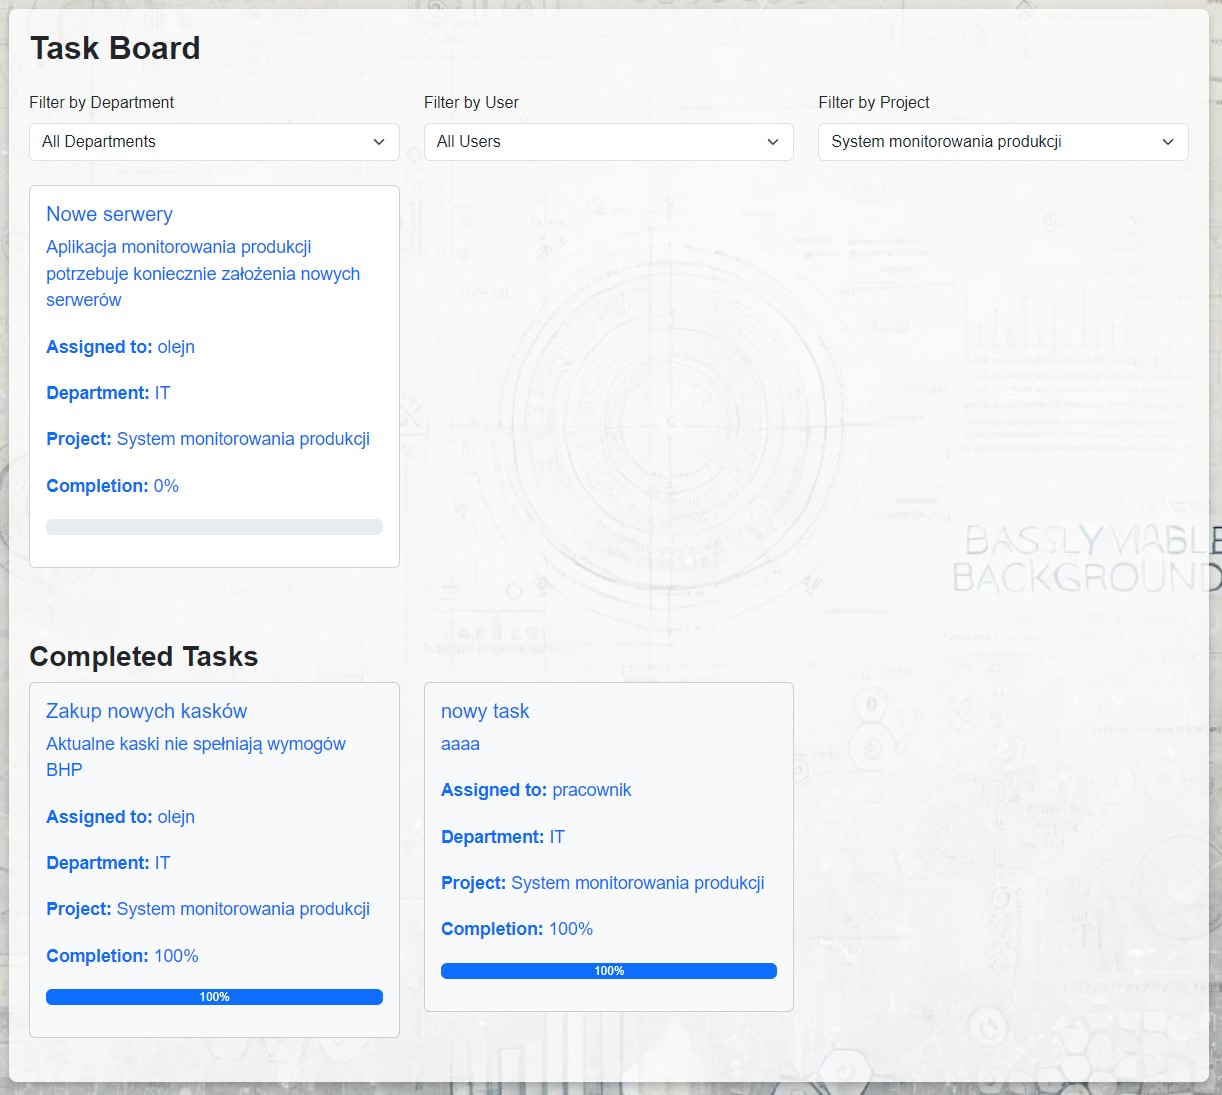 Task Board
Filter by Department
Filter by User
Filter by Project
All Departments
All Users
System monitorowania produkcji
Nowe serwery
Aplikacja monitorowania produkcji
potrzebuje koniecznie założenia nowych
serwerów
Assigned to: olejn
Department: IT
Project: System monitorowania produkcji
Completion: 0%
BASSLY VIABLE
BACKGROUND
Completed Tasks
Zakup nowych kasków
Aktualne kaski nie spełniają wymogów
BHP
Assigned to: olejn
Department: IT
Project: System monitorowania produkcji
Completion: 100%
100%
nowy task
aaaa
Assigned to: pracownik
Department: IT
Project: System monitorowania produkcji
Completion: 100%
100%